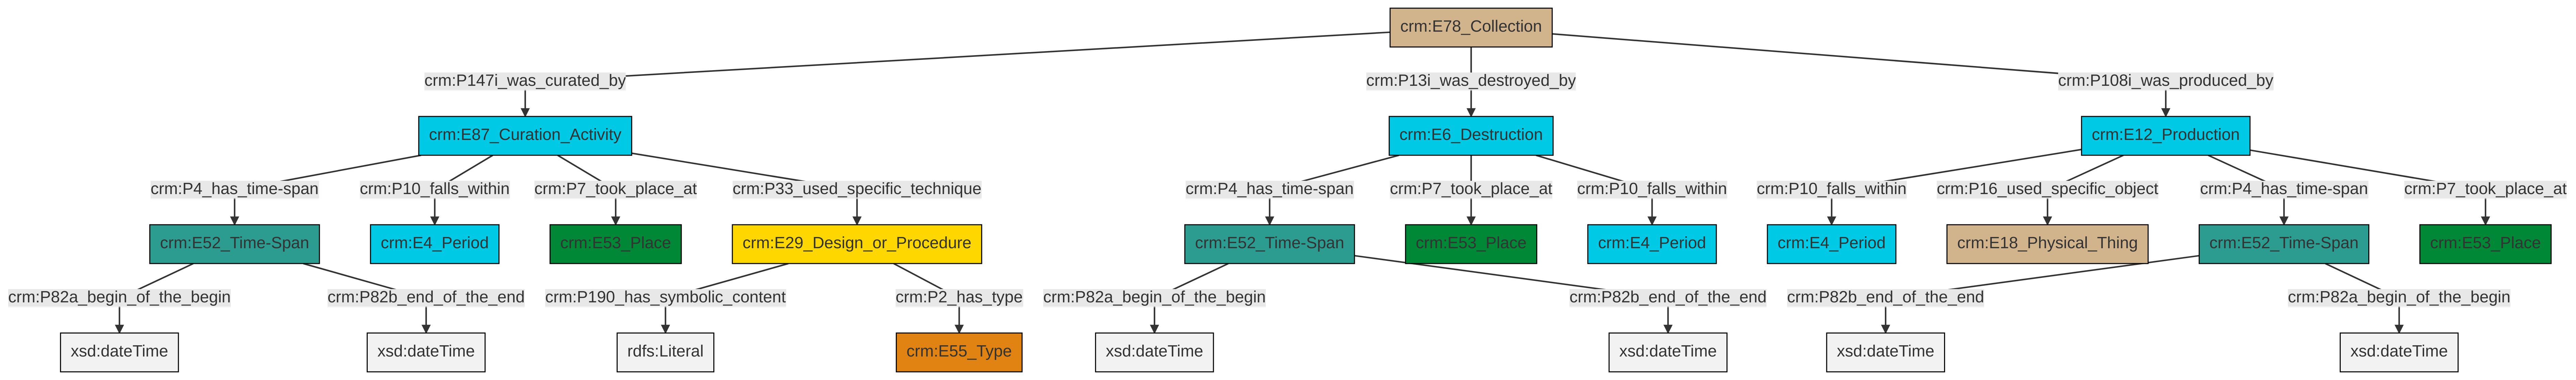 crm:E78_Collection
crm:P147i_was_curated_by
crm:P13i_was_destroyed_by
crm:P108i_was_produced_by
crm:E87_Curation_Activity
crm:E6_Destruction
crm:E12_Production
crm:P4_has_time-span
crm:P10_falls_within
crm:P7_took_place_at
crm:P33_used_specific_technique
crm:P4_has_time-span
crm:P7_took_place_at
crm:P10_falls_within
crm:P10_falls_within
crm:P16_used_specific_object
crm:P4_has_time-span
crm:P7_took_place_at
crm:E52_Time-Span
crm:E4_Period
crm:E53_Place
crm:E29_Design_or_Procedure
crm:E52_Time-Span
crm:E53_Place
crm:E4_Period
crm:E4_Period
crm:E18_Physical_Thing
crm:E52_Time-Span
crm:E53_Place
crm:P82a_begin_of_the_begin
crm:P82b_end_of_the_end
crm:P190_has_symbolic_content
crm:P2_has_type
crm:P82a_begin_of_the_begin
crm:P82b_end_of_the_end
crm:P82b_end_of_the_end
crm:P82a_begin_of_the_begin
xsd:dateTime
xsd:dateTime
rdfs:Literal
crm:E55_Type
xsd:dateTime
xsd:dateTime
xsd:dateTime
xsd:dateTime